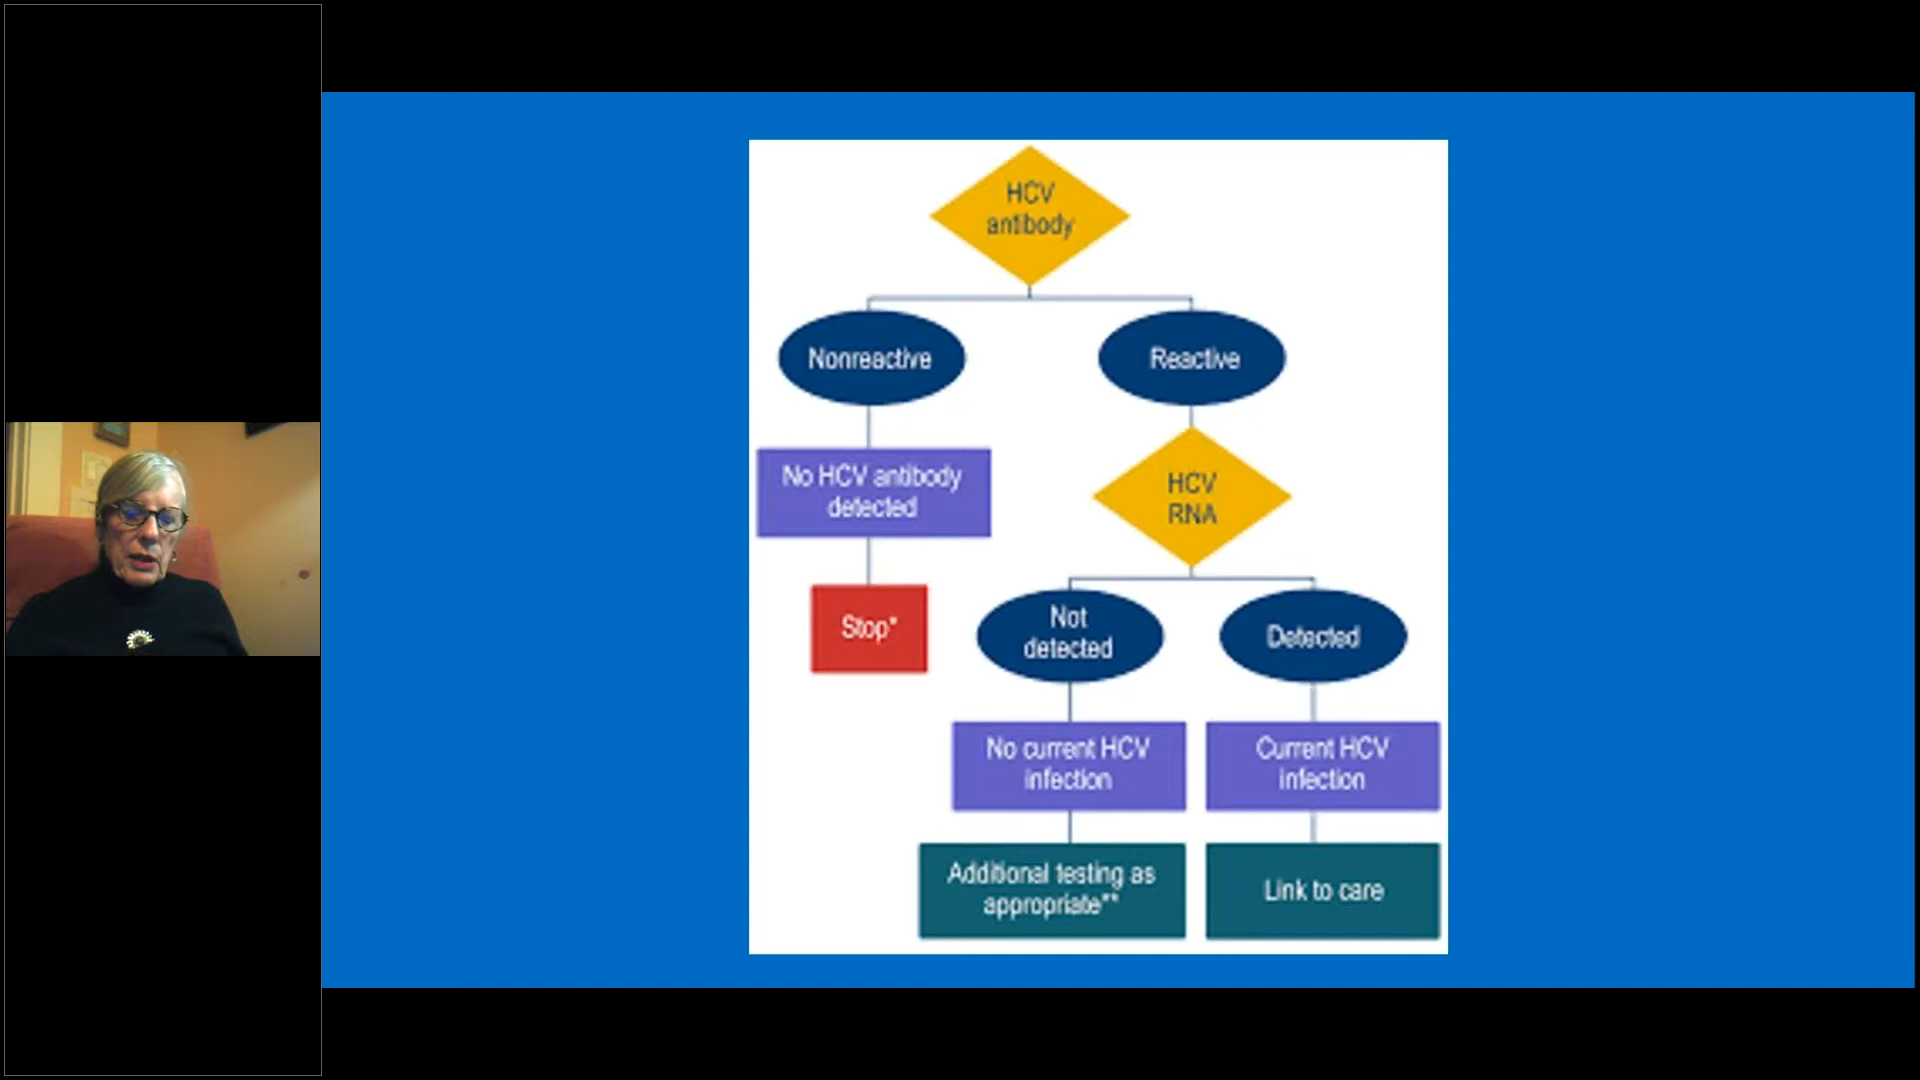 HCV
antibody
Nonreactive
Reactive
No HCV antibody
detected
HCV
RNA
Stop*
Not
detected
Detected
No current HCV
infection
Current HCV
infection
Additional testing as
appropriate**
Link to care